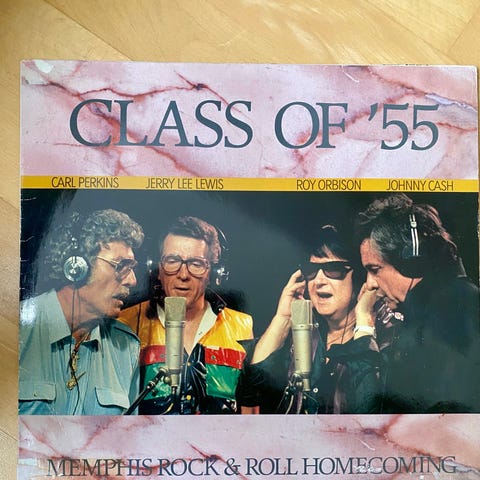 CLASS OF '55
CARL PERKINS JERRY LEE LEWIS ROY ORBISON JOHNNY CASH
MEMPHIS ROCK & ROLL HOMECOMING